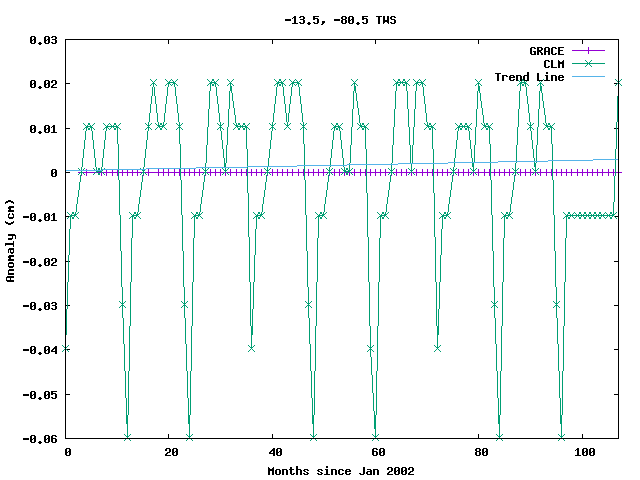 -13.5, -80.5 TWS
GRACE
CLM
Trend Line
0.03
0.02
0.01
0
-0.01
-0.02
-0.03
-0.04
-0.05
-0.06
Anomaly (cm)
0 20 40 60 80 100
Months since Jan 2002